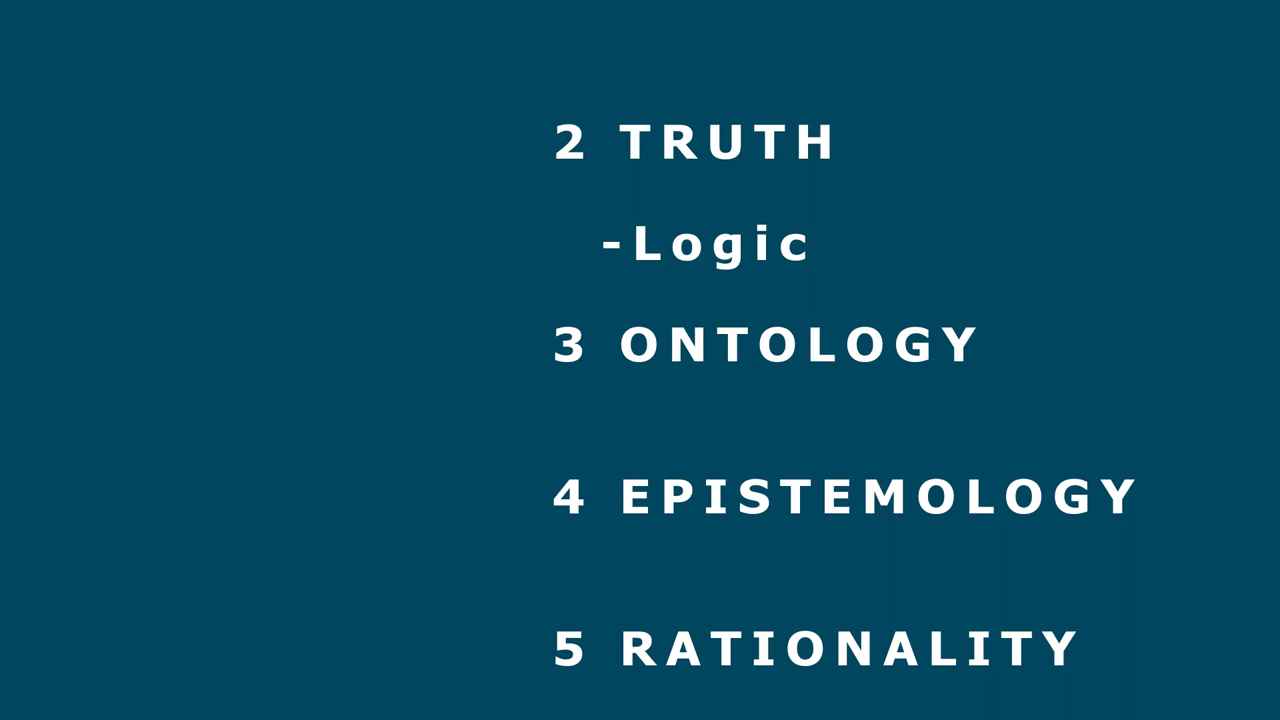 2 TRUTH
-Logic
3 ONTOLOGY
4 EPISTEMOLOGY
5 RATIONALITY